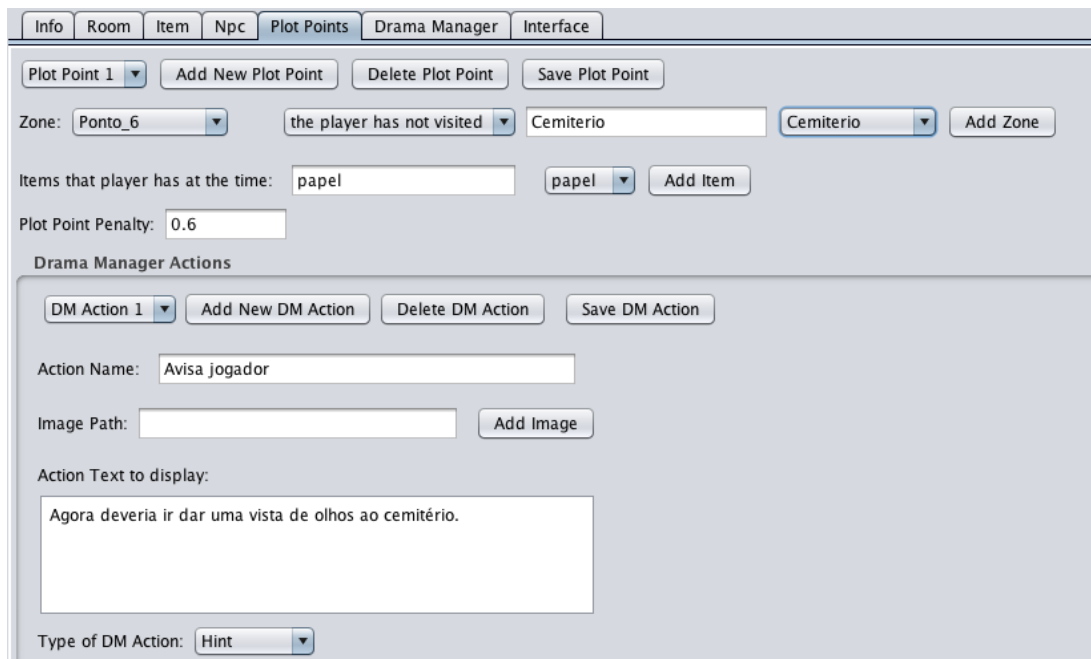 Info Room Item Npc Plot Points Drama Manager Interface
Plot Point 1 Add New Plot Point Delete Plot Point Save Plot Point
Zone: Ponto_6 the player has not visited Cemiterio Cemiterio Add Zone
Items that player has at the time: papel papel Add Item
Plot Point Penalty: 0.6
Drama Manager Actions
DM Action 1 Add New DM Action Delete DM Action Save DM Action
Action Name: Avisa jogador
Image Path: Add Image
Action Text to display:
Agora deveria ir dar uma vista de olhos ao cemitério.
Type of DM Action: Hint